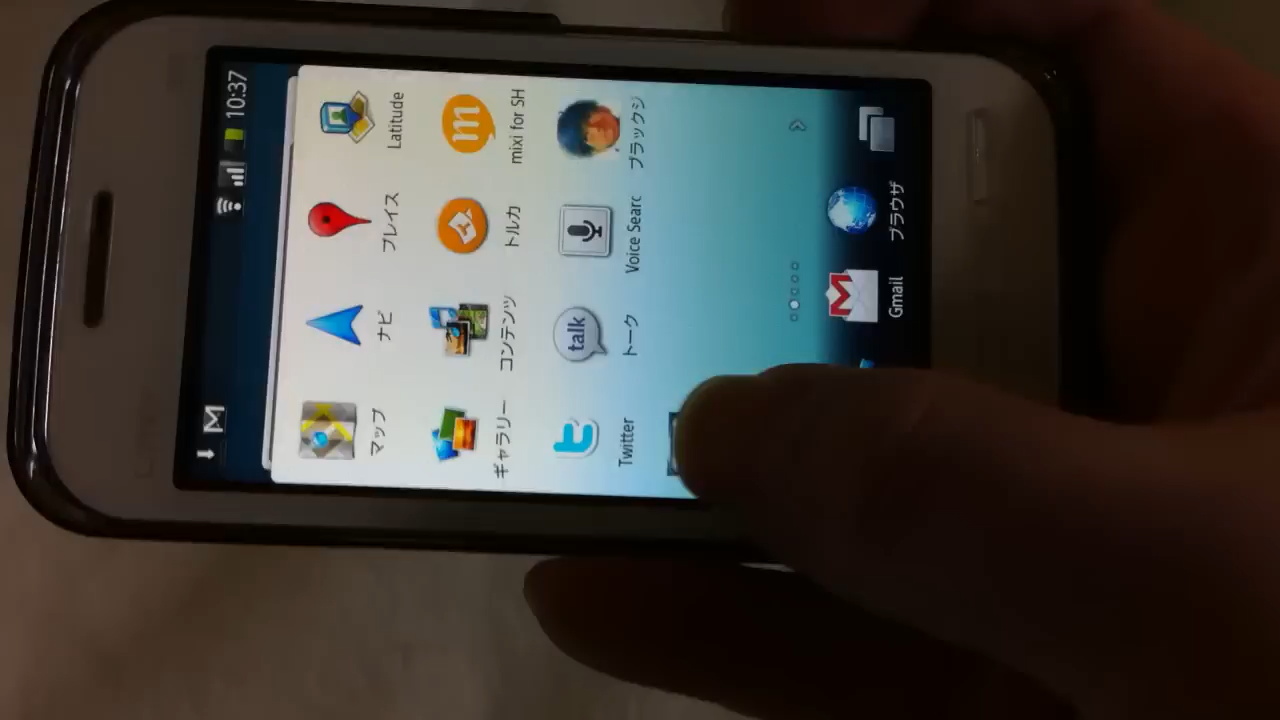 10:37
マップ ナビ プレイス Latitude
ギャラリー コンテンツ トルカ mixi for SH
talk
Twitter トーク Voice Searc ブラックジ
Gmail ブラウザ